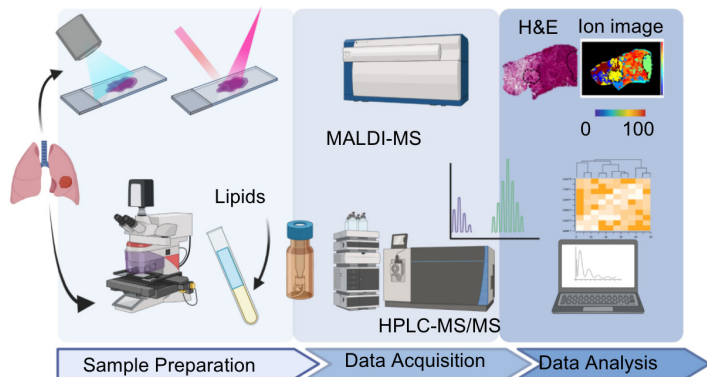 H&E Ion image
0 100
MALDI-MS
Lipids
HPLC-MS/MS
Sample Preparation
Data Acquisition
Data Analysis